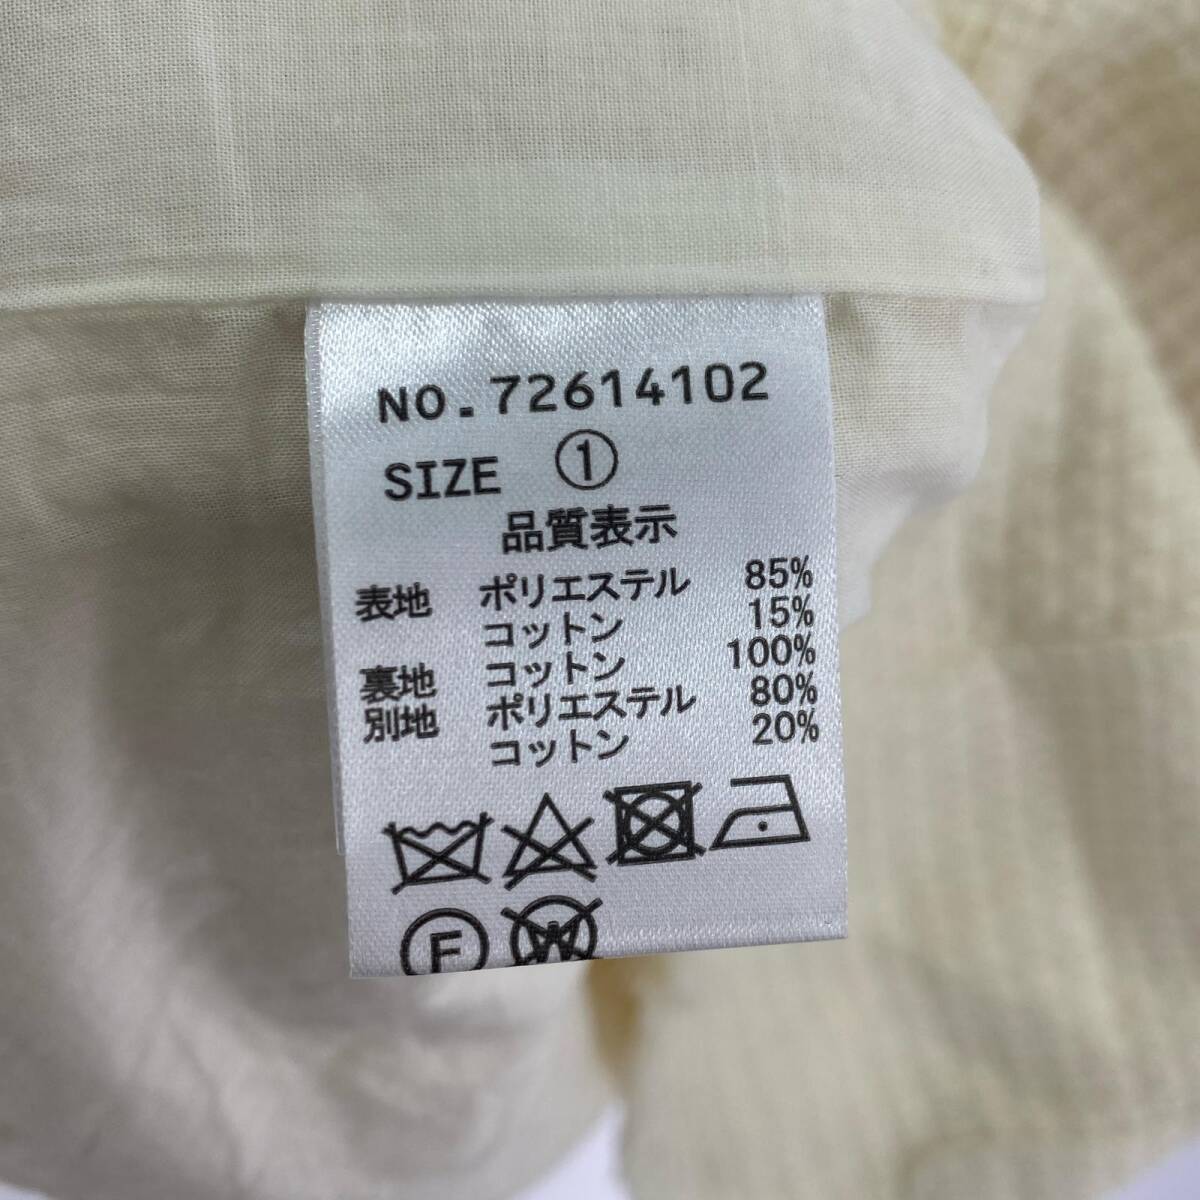 NO.72614102
SIZE ①
品質表示
表地 ポリエステル 85%
コットン 15%
裏地 コットン 100%
別地 ポリエステル 80%
コットン 20%
F W